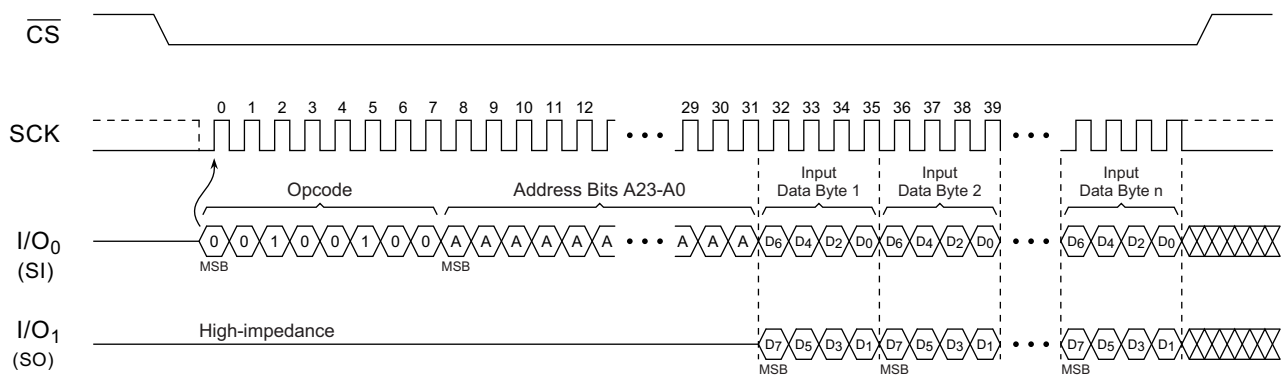 CS
0 1 2 3 4 5 6 7 8 9 10 11 12 29 30 31 32 33 34 35 36 37 38 39
SCK
Opcode Address Bits A23-A0 Input Data Byte 1 Input Data Byte 2 Input Data Byte n
I/O0 (SI) 0 0 1 0 0 1 0 0 A A A A A A A A A D6 D4 D2 D0 D6 D4 D2 D0 D6 D4 D2 D0
MSB MSB
I/O1 (SO) High-impedance D7 D5 D3 D1 D7 D5 D3 D1 D7 D5 D3 D1
MSB MSB MSB